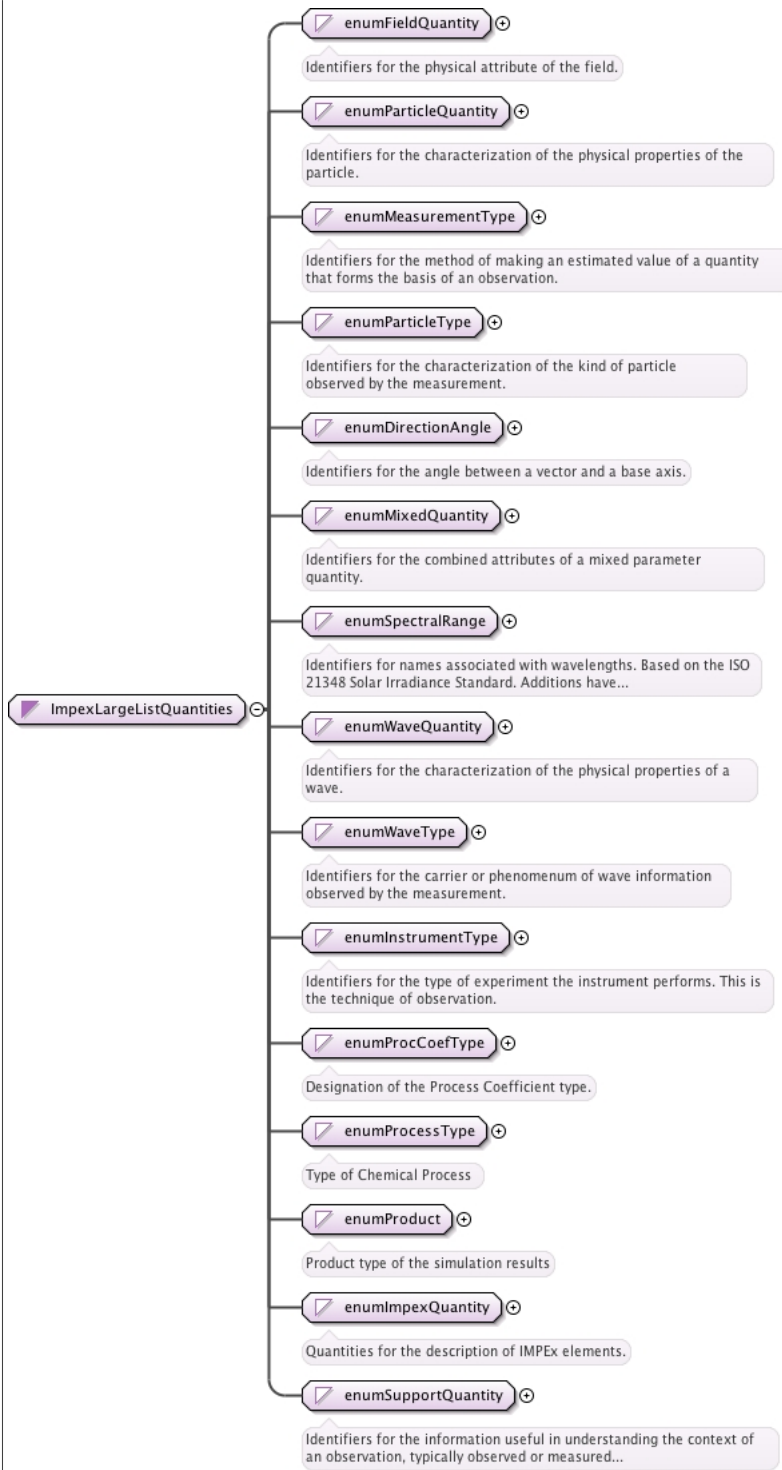 enumFieldQuantity
Identifiers for the physical attribute of the field.
enumParticleQuantity
Identifiers for the characterization of the physical properties of the
particle.
enumMeasurementType
Identifiers for the method of making an estimated value of a quantity
that forms the basis of an observation.
enumParticleType
Identifiers for the characterization of the kind of particle
observed by the measurement.
enumDirectionAngle
Identifiers for the angle between a vector and a base axis.
enumMixedQuantity
Identifiers for the combined attributes of a mixed parameter
quantity.
enumSpectralRange
Identifiers for names associated with wavelengths. Based on the ISO
21348 Solar Irradiance Standard. Additions have...
ImpexLargeListQuantities
enumWaveQuantity
Identifiers for the characterization of the physical properties of a
wave.
enumWaveType
Identifiers for the carrier or phenomenum of wave information
observed by the measurement.
enumInstrumentType
Identifiers for the type of experiment the instrument performs. This is
the technique of observation.
enumProcCoefType
Designation of the Process Coefficient type.
enumProcessType
Type of Chemical Process
enumProduct
Product type of the simulation results
enumImpexQuantity
Quantities for the description of IMPEx elements.
enumSupportQuantity
Identifiers for the information useful in understanding the context of
an observation, typically observed or measured...